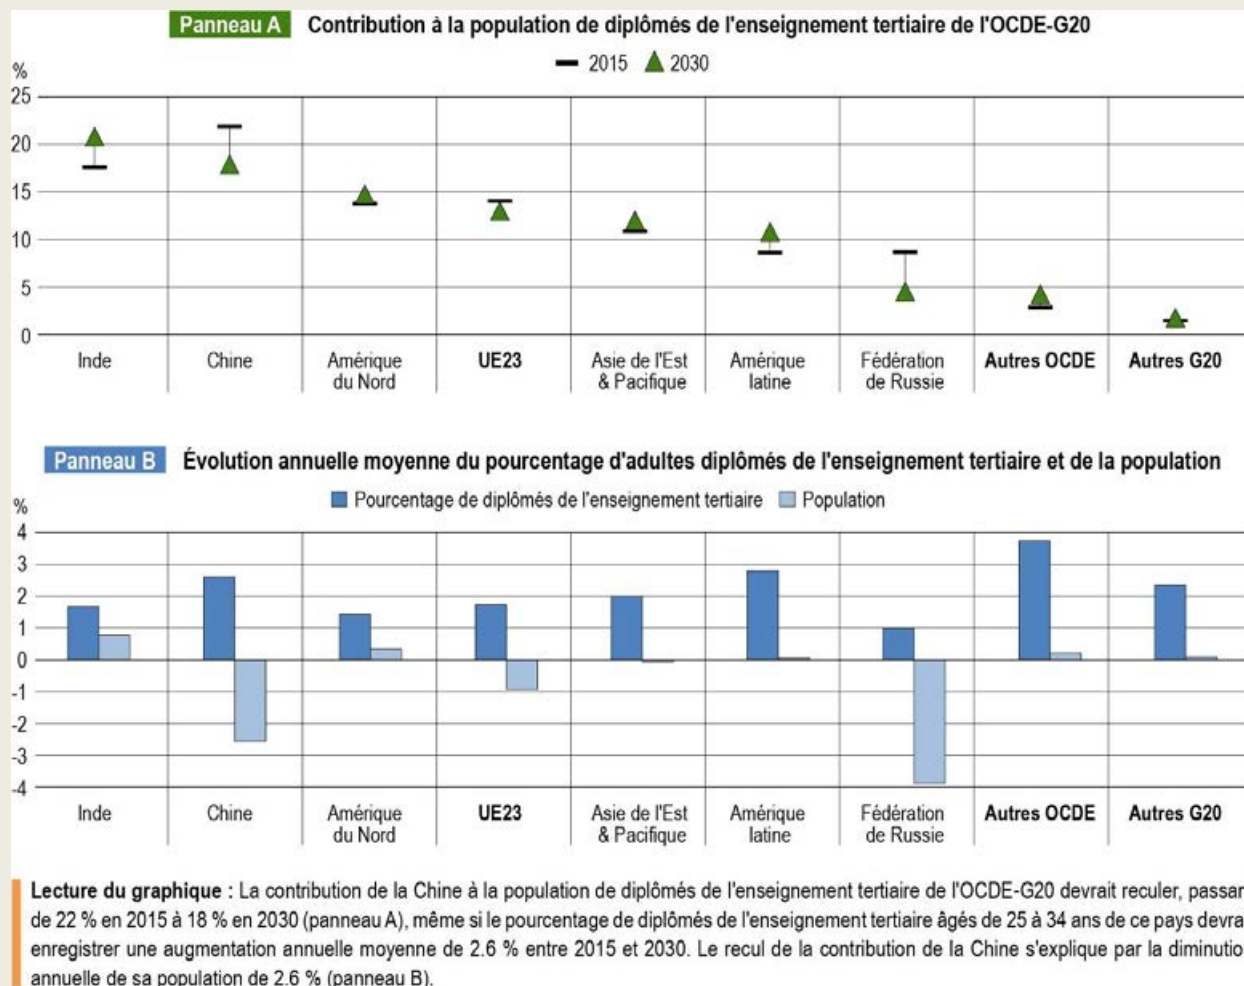 Panneau A Contribution à la population de diplômés de l'enseignement tertiaire de l'OCDE-G20
2015 2030
%
25
20
15
10
5
0
Inde Chine Amérique du Nord UE23 Asie de l'Est & Pacifique Amérique latine Fédération de Russie Autres OCDE Autres G20
Panneau B Évolution annuelle moyenne du pourcentage d'adultes diplômés de l'enseignement tertiaire et de la population
Pourcentage de diplômés de l'enseignement tertiaire Population
%
4
3
2
1
0
-1
-2
-3
-4
Inde Chine Amérique du Nord UE23 Asie de l'Est & Pacifique Amérique latine Fédération de Russie Autres OCDE Autres G20
Lecture du graphique : La contribution de la Chine à la population de diplômés de l'enseignement tertiaire de l'OCDE-G20 devrait reculer, passan
de 22 % en 2015 à 18 % en 2030 (panneau A), même si le pourcentage de diplômés de l'enseignement tertiaire âgés de 25 à 34 ans de ce pays devra
enregistrer une augmentation annuelle moyenne de 2.6 % entre 2015 et 2030. Le recul de la contribution de la Chine s'explique par la diminutio
annuelle de sa population de 2.6 % (panneau B).